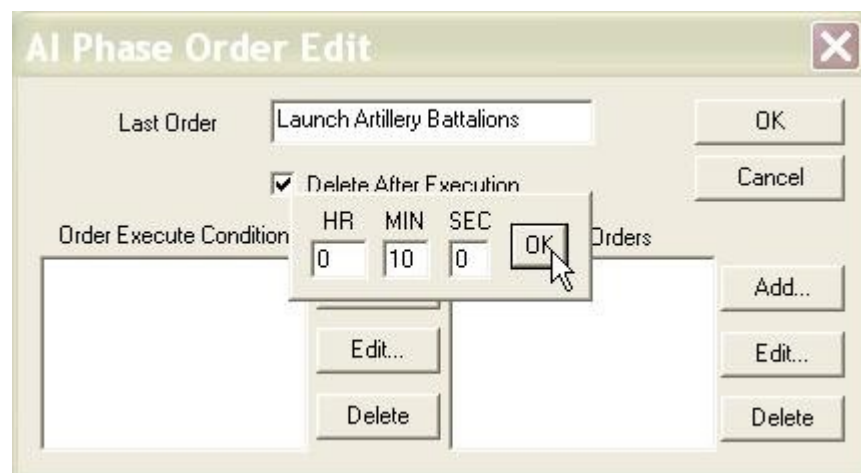 AI Phase Order Edit
Last Order Launch Artillery Battalions OK
Delete After Execution Cancel
HR MIN SEC
Order Execute Condition OK Orders
0 10 0
Add...
Edit... Edit...
Delete Delete